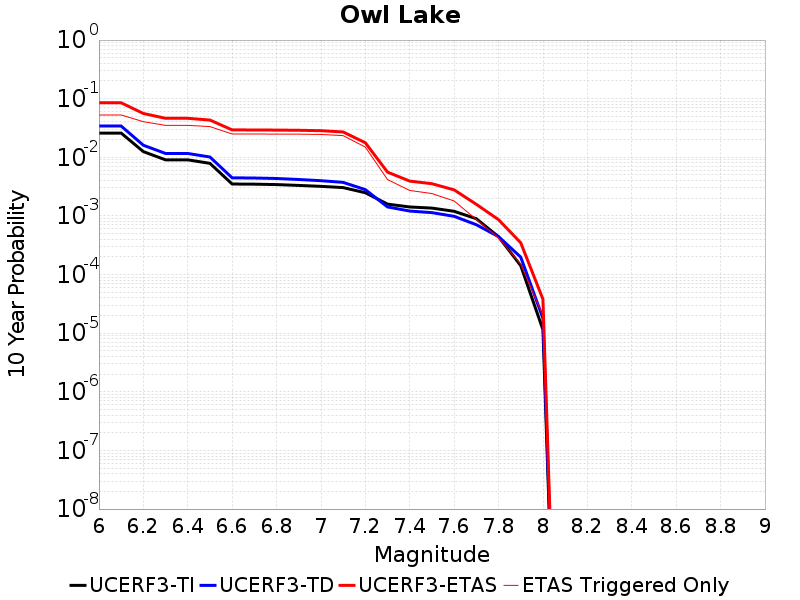 Owl Lake
10^0
10^-1
10^-2
10^-3
10^-4
10^-5
10^-6
10^-7
10^-8
10 Year Probability
6 6.2 6.4 6.6 6.8 7 7.2 7.4 7.6 7.8 8 8.2 8.4 8.6 8.8 9
Magnitude
UCERF3-TI UCERF3-TD UCERF3-ETAS ETAS Triggered Only